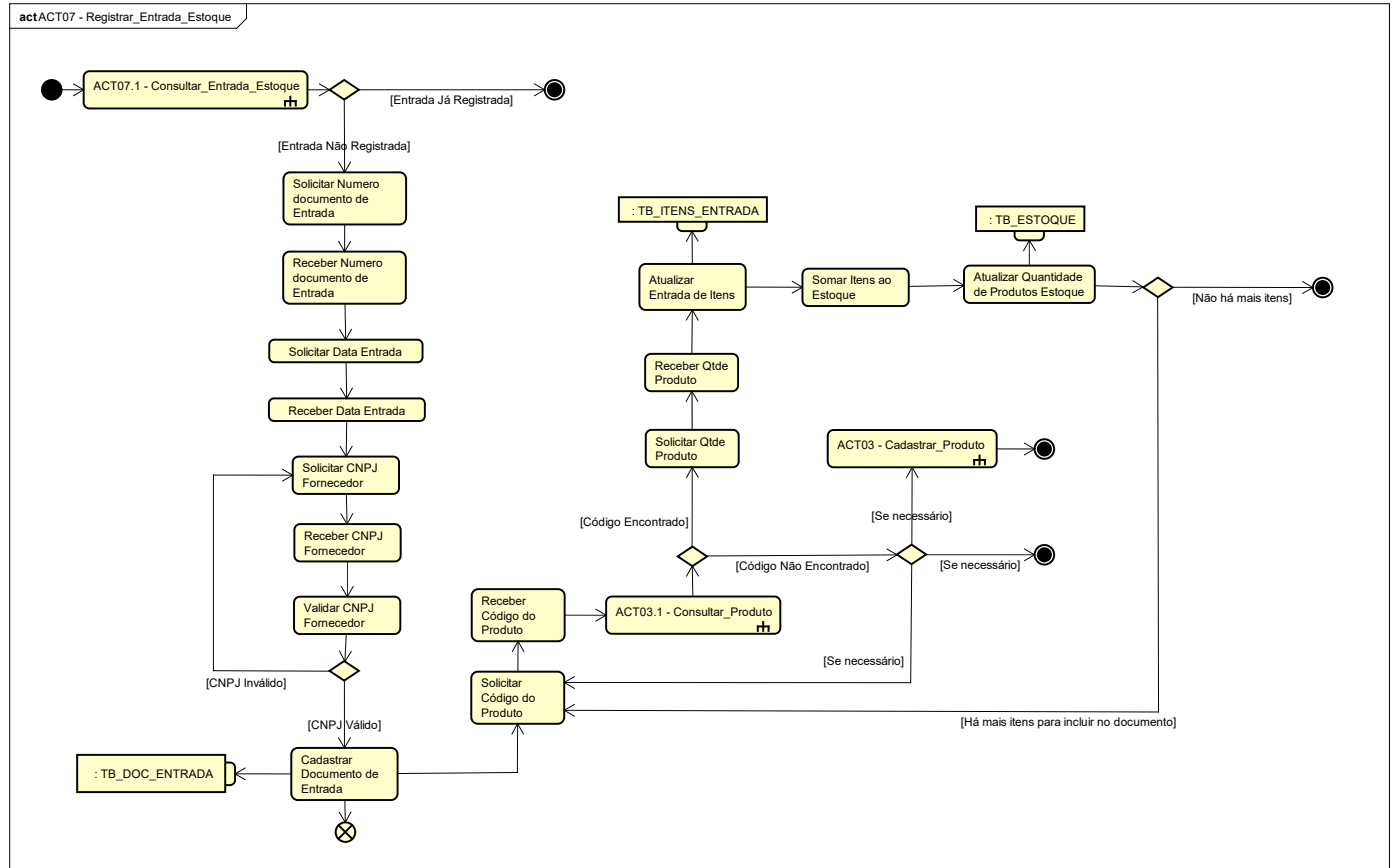 act ACT07 - Registrar_Entrada_Estoque
ACT07.1 - Consultar_Entrada_Estoque
[Entrada Já Registrada]
[Entrada Não Registrada]
Solicitar Numero
documento de
Entrada
Receber Numero
documento de
Entrada
Solicitar Data Entrada
Receber Data Entrada
Solicitar CNPJ
Fornecedor
Receber CNPJ
Fornecedor
Validar CNPJ
Fornecedor
[CNPJ Inválido]
[CNPJ Válido]
Cadastrar
Documento de
Entrada
: TB_DOC_ENTRADA
Solicitar
Código do
Produto
Receber
Código do
Produto
ACT03.1 - Consultar_Produto
[Código Encontrado]
[Código Não Encontrado]
[Se necessário]
[Se necessário]
[Se necessário]
ACT03 - Cadastrar_Produto
Solicitar Qtde
Produto
Receber Qtde
Produto
Atualizar
Entrada de Itens
: TB_ITENS_ENTRADA
Somar Itens ao
Estoque
Atualizar Quantidade
de Produtos Estoque
: TB_ESTOQUE
[Não há mais itens]
[Há mais itens para incluir no documento]